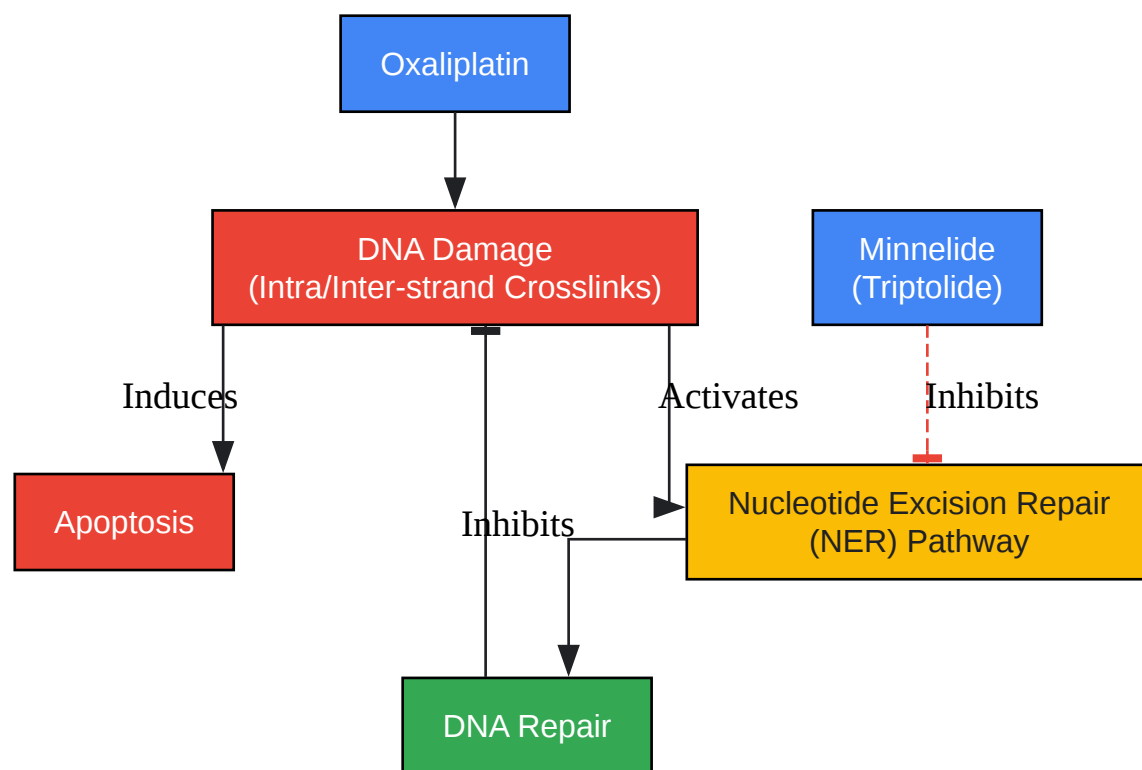 Oxaliplatin
DNA Damage
(Intra/Inter-strand Crosslinks)
Minnelide
(Triptolide)
Induces
Activates
Inhibits
Apoptosis
Inhibits
Nucleotide Excision Repair
(NER) Pathway
DNA Repair